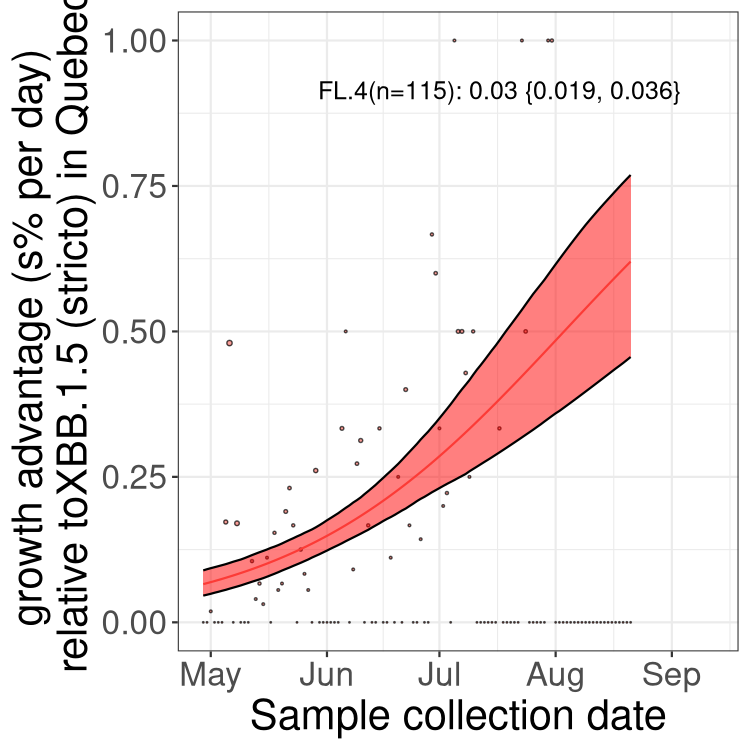 growth advantage (s% per day)
relative toXBB.1.5 (stricto) in Quebec
1.00
0.75
0.50
0.25
0.00
FL.4(n=115): 0.03 {0.019, 0.036}
May Jun Jul Aug Sep
Sample collection date